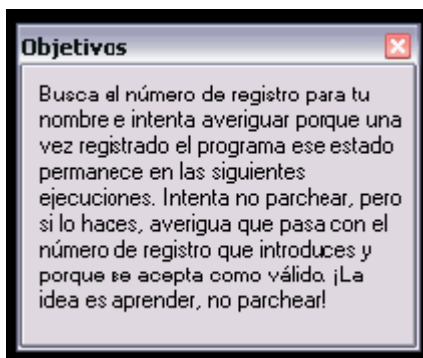 Objetivos
Busca el número de registro para tu
nombre e intenta averiguar porque una
vez registrado el programa ese estado
permanece en las siguientes
ejecuciones. Intenta no parchear, pero
si lo haces, averigua que pasa con el
número de registro que introduces y
porque se acepta como válido. ¡La
idea es aprender, no parchear!